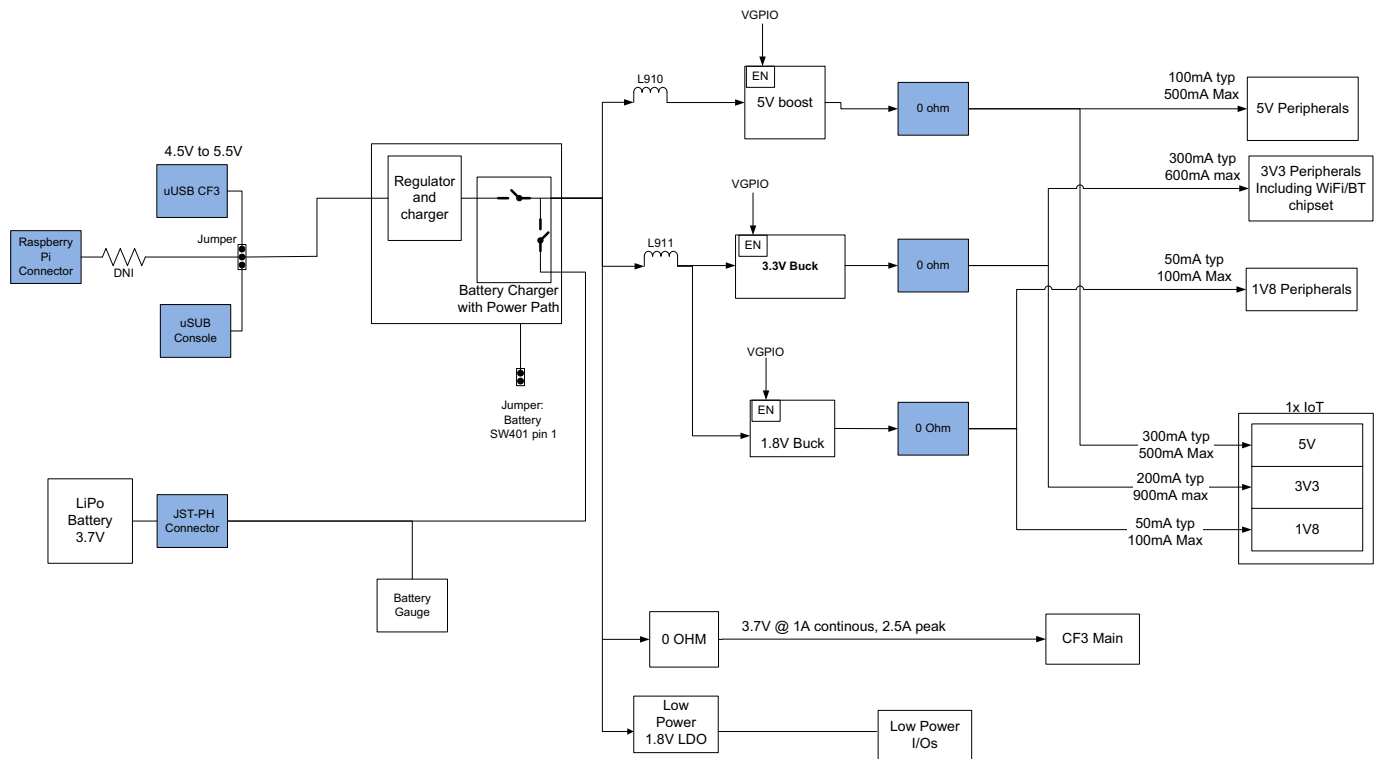 VGPIO
EN
5V boost
L910
0 ohm
100mA typ
500mA Max
5V Peripherals
4.5V to 5.5V
uUSB CF3
Raspberry
Pi
Connector
DNI
Jumper
uSUB
Console
Regulator
and
charger
Battery Charger
with Power Path
Jumper:
Battery
SW401 pin 1
VGPIO
EN
3.3V Buck
L911
0 ohm
300mA typ
600mA max
3V3 Peripherals
Including WiFi/BT
chipset
50mA typ
100mA Max
1V8 Peripherals
VGPIO
EN
1.8V Buck
0 Ohm
1x IoT
300mA typ
500mA Max
5V
200mA typ
900mA max
3V3
50mA typ
100mA Max
1V8
LiPo
Battery
3.7V
JST-PH
Connector
Battery
Gauge
0 OHM
3.7V @ 1A continous, 2.5A peak
CF3 Main
Low
Power
1.8V LDO
Low Power
I/Os